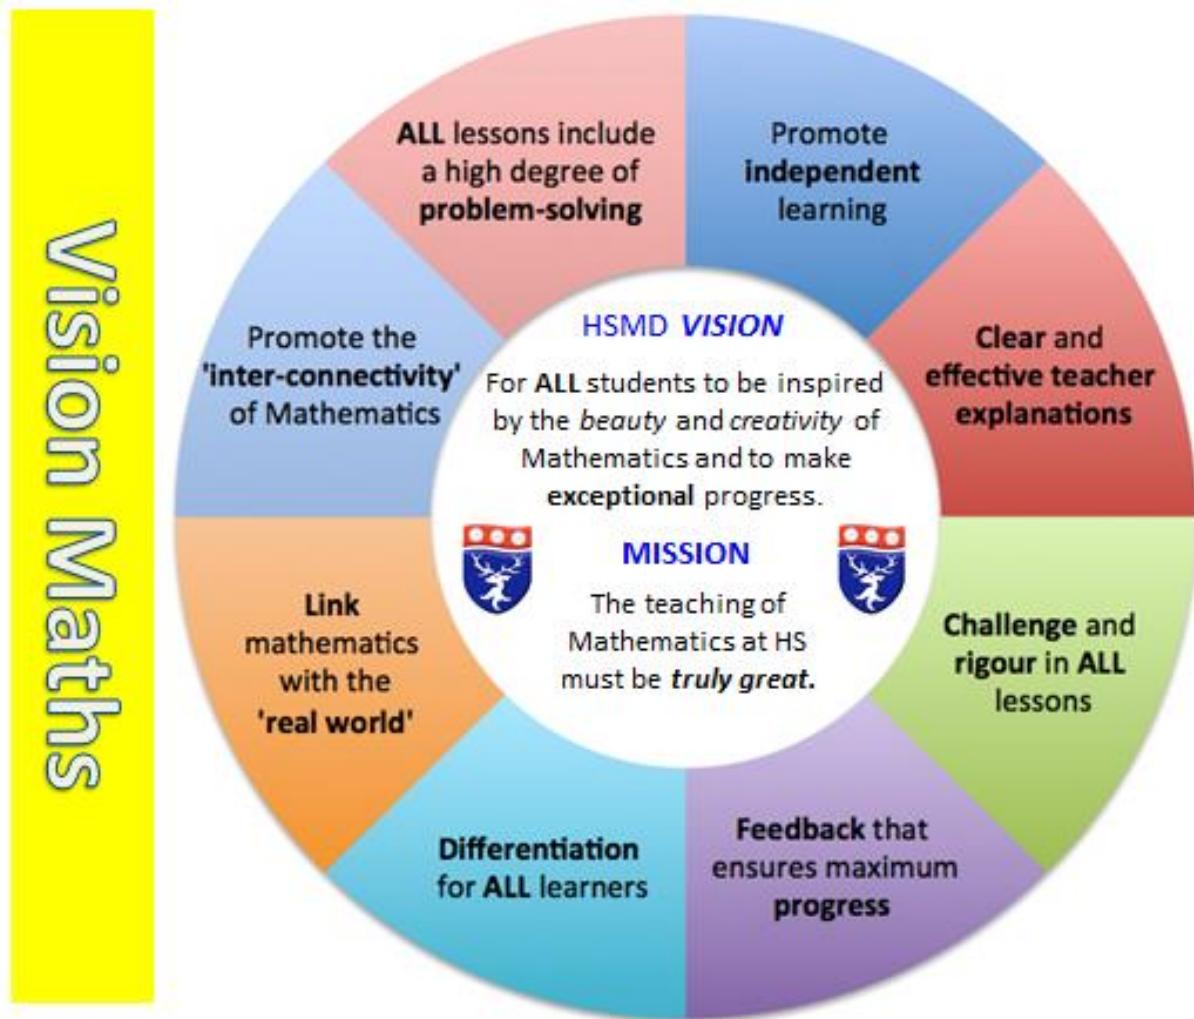 Vision Maths
ALL lessons include
a high degree of
problem-solving
Promote
independent
learning
Clear and
effective teacher
explanations
Challenge and
rigour in ALL
lessons
Feedback that
ensures maximum
progress
Differentiation
for ALL learners
Link
mathematics
with the
'real world'
Promote the
'inter-connectivity'
of Mathematics
HSMD VISION
For ALL students to be inspired
by the beauty and creativity of
Mathematics and to make
exceptional progress.
MISSION
The teaching of
Mathematics at HS
must be truly great.